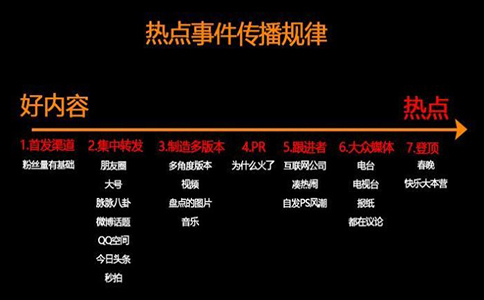 热点事件传播规律
好内容
热点
1.首发渠道
粉丝量有基础
2.集中转发
朋友圈
大号
脉脉八卦
微博话题
QQ空间
今日头条
秒拍
3.制造多版本
多角度版本
视频
盘点的图片
音乐
4.PR
为什么火了
5.跟进者
互联网公司
凑热闹
自发PS风潮
6.大众媒体
电台
电视台
报纸
都在议论
7.登顶
春晚
快乐大本营